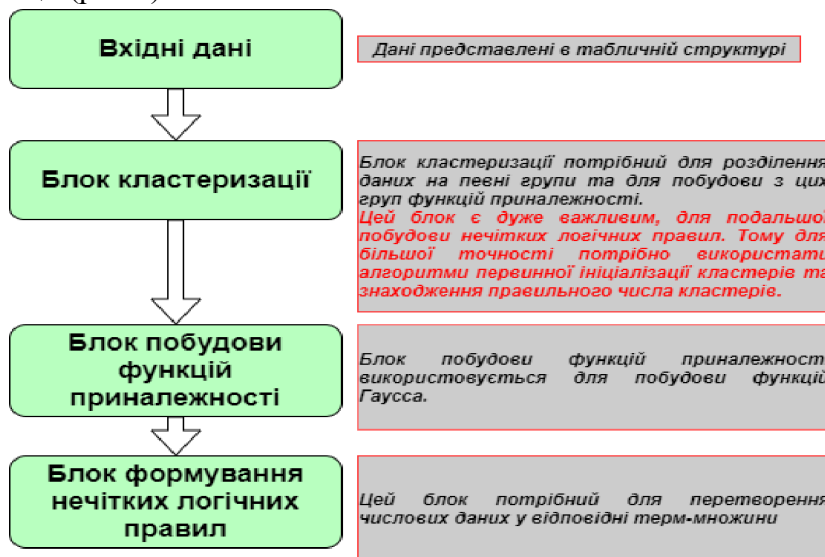 Вхідні дані
Дані представлені в табличній структурі
Блок кластеризації
Блок кластеризації потрібний для розділення
даних на певні групи та для побудови з цих
груп функцій приналежності.
Цей блок є дуже важливим, для подальшої
побудови нечітких логічних правил. Тому для
більшої точності потрібно використати
алгоритми первинної ініціалізації кластерів та
знаходження правильного числа кластерів.
Блок побудови
функцій
приналежності
Блок побудови функцій приналежност
використовується для побудови функцій
Гаусса.
Блок формування
нечітких логічних
правил
Цей блок потрібний для перетворення
числових даних у відповідні терм-множини